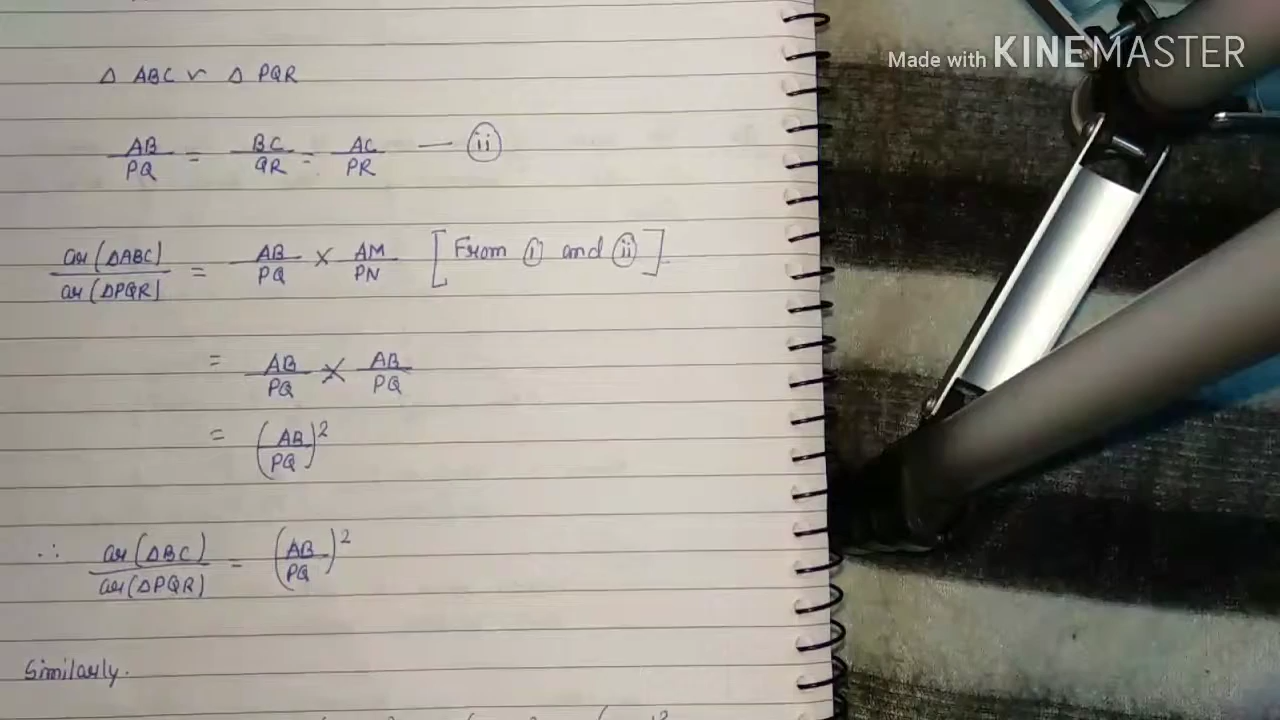 Made with KINEMASTER
Δ ABC ~ Δ PQR
AB/PQ = BC/QR = AC/PR — (ii)
ar(ΔABC)/ar(ΔPQR) = AB/PQ × AM/PN [From (i) and (ii)]
= AB/PQ × AB/PQ
= (AB/PQ)²
∴ ar(ΔBC)/ar(ΔPQR) = (AB/PQ)²
Similarly.